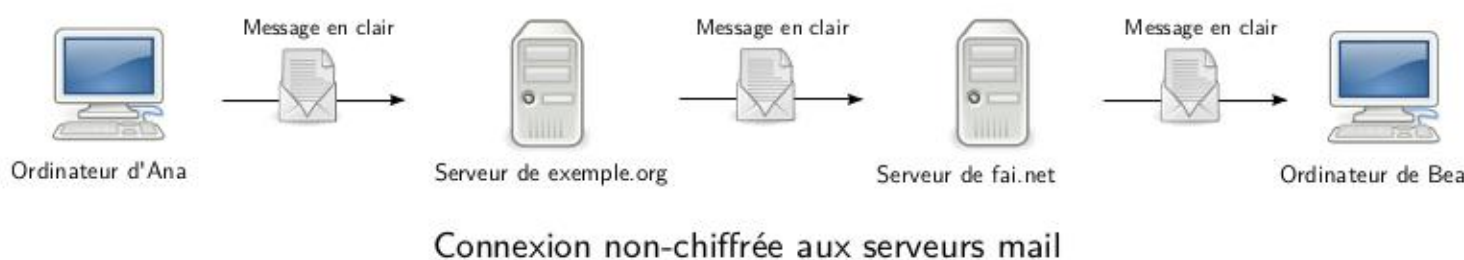 Message en clair
Message en clair
Message en clair
Ordinateur d'Ana
Serveur de exemple.org
Serveur de fai.net
Ordinateur de Bea
Connexion non-chiffrée aux serveurs mail